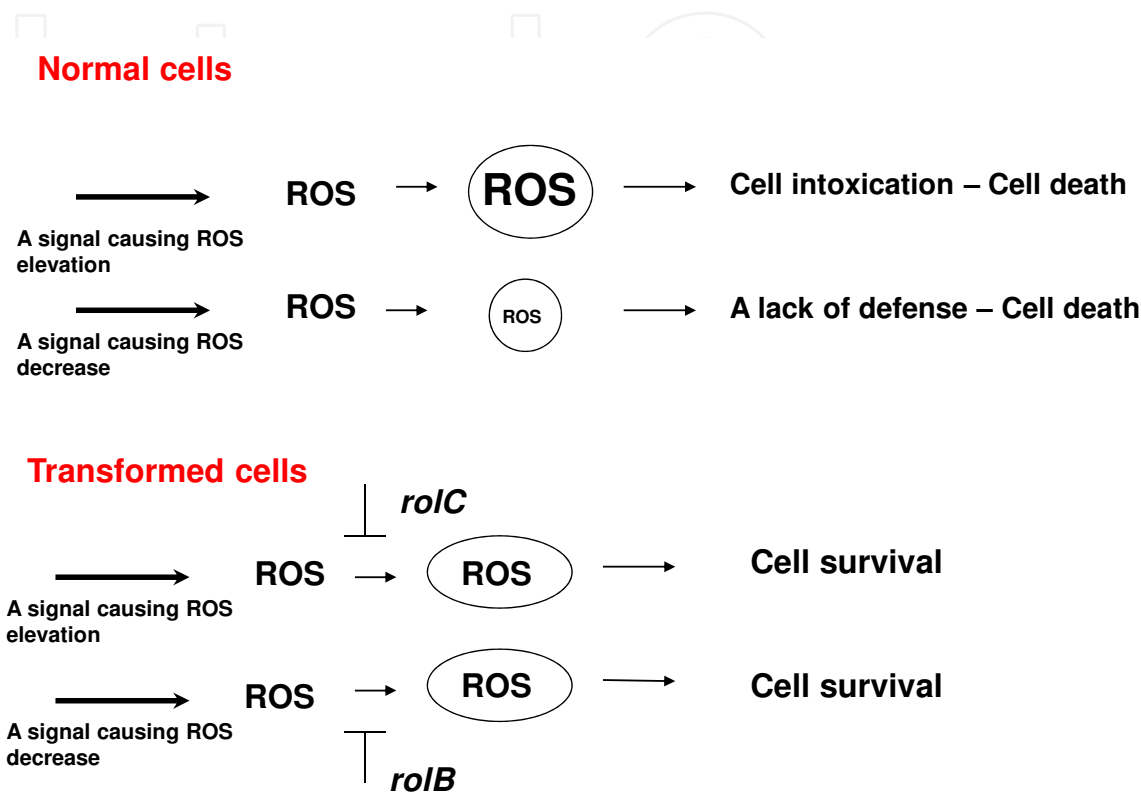 Normal cells
ROS
ROS
Cell intoxication – Cell death
A signal causing ROS
elevation
ROS
ROS
A lack of defense – Cell death
A signal causing ROS
decrease
Transformed cells
rolC
ROS
ROS
Cell survival
A signal causing ROS
elevation
ROS
ROS
Cell survival
A signal causing ROS
decrease
rolB